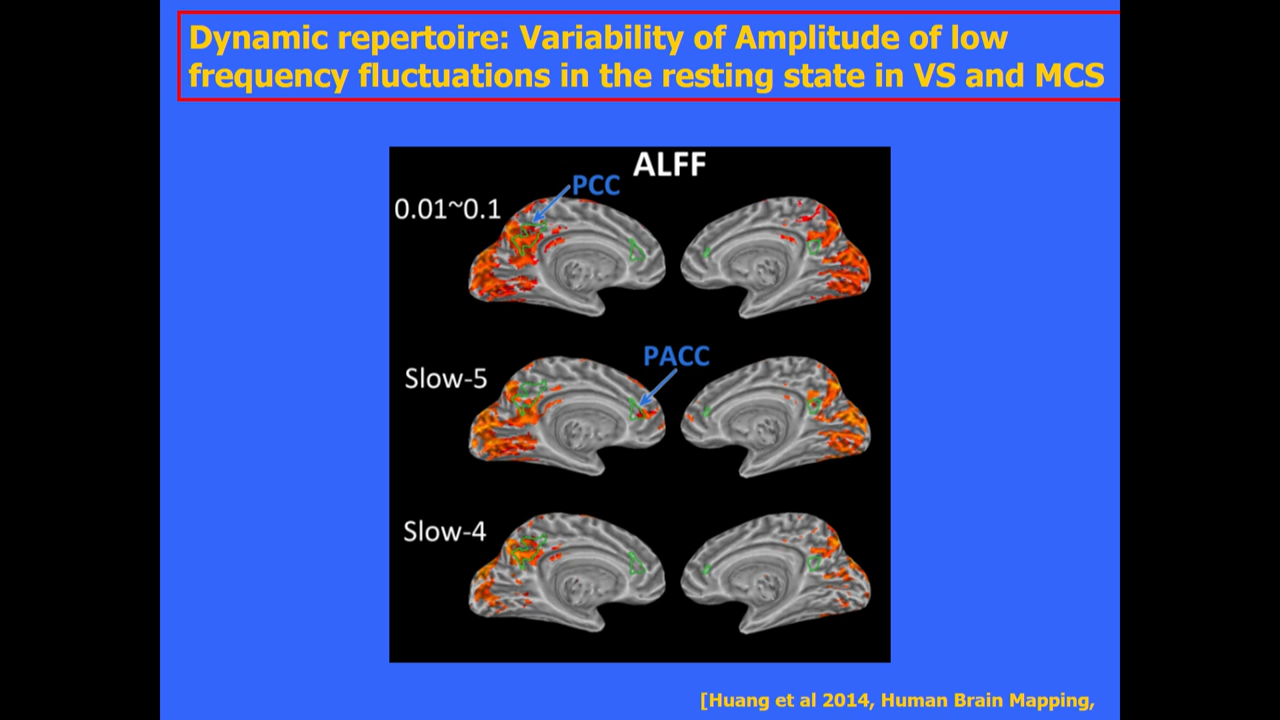 Dynamic repertoire: Variability of Amplitude of low
frequency fluctuations in the resting state in VS and MCS
ALFF
PCC
0.01~0.1
PACC
Slow-5
Slow-4
[Huang et al 2014, Human Brain Mapping,